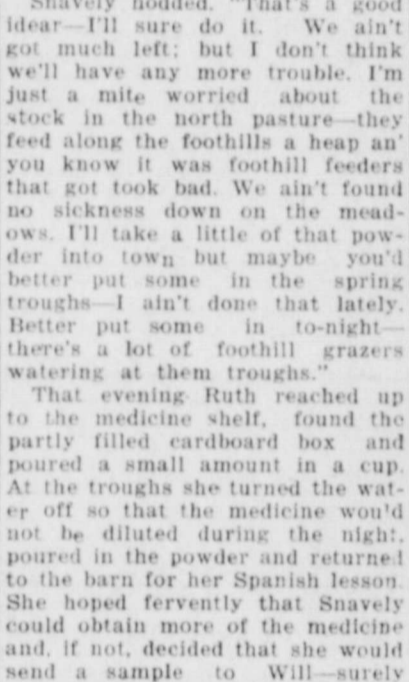 Snavely nodded. "That's a good
idear—I'll sure do it. We ain't
got much left; but I don't think
we'll have any more trouble. I'm
just a mite worried about the
stock in the north pasture—they
feed along the foothills a heap an'
you know it was foothill feeders
that got took bad. We ain't found
no sickness down on the mead-
ows. I'll take a little of that pow-
der into town but maybe you'd
better put some in the spring
troughs—I ain't done that lately.
Better put some in to-night—
there's a lot of foothill grazers
watering at them troughs."
That evening Ruth reached up
to the medicine shelf, found the
partly filled cardboard box and
poured a small amount in a cup.
At the troughs she turned the wat-
er off so that the medicine wou'd
not be diluted during the night,
poured in the powder and returned
to the barn for her Spanish lesson.
She hoped fervently that Snavely
could obtain more of the medicine
and, if not, decided that she would
send a sample to Will—surely